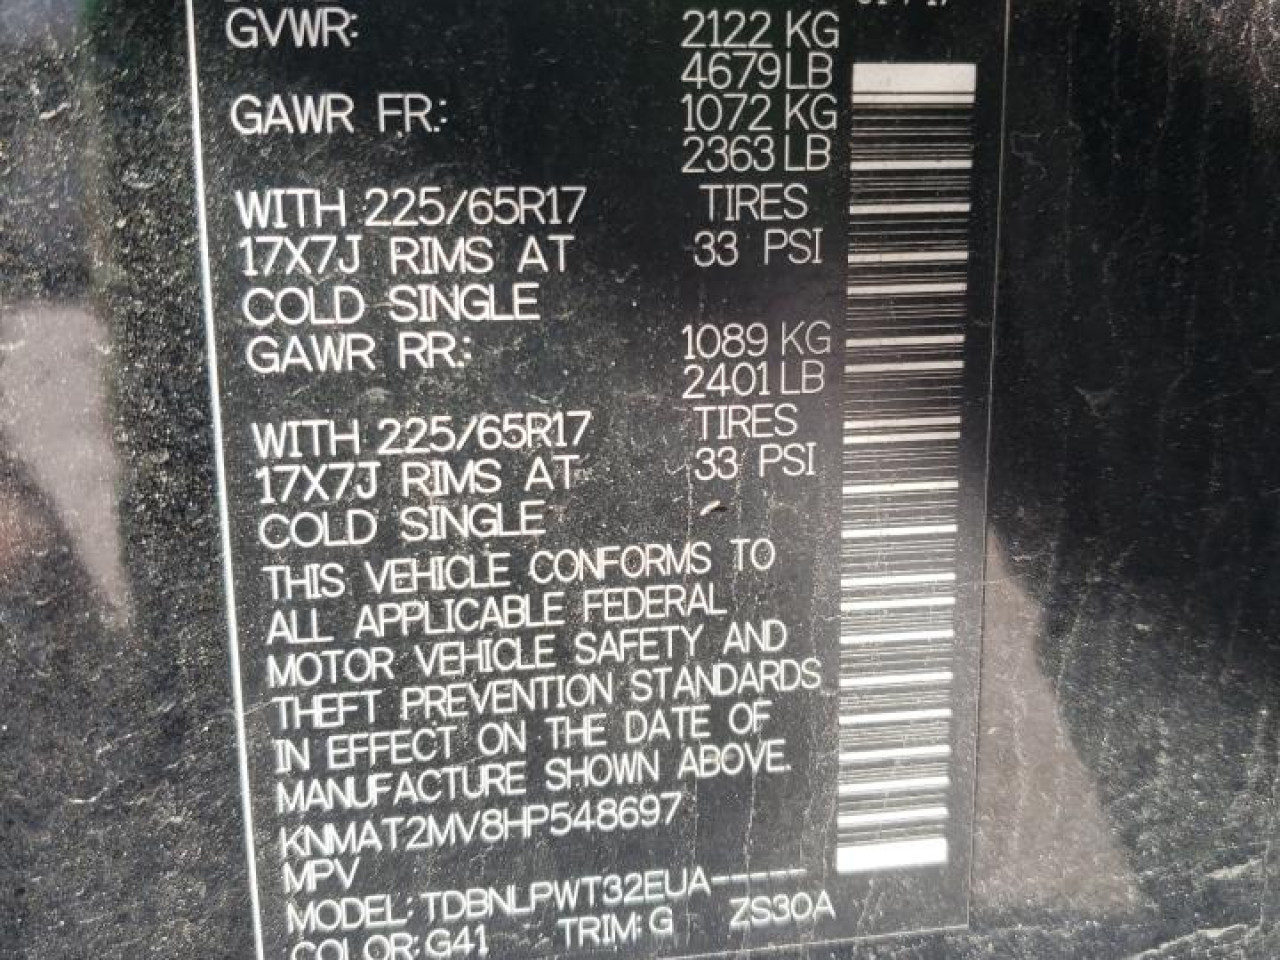 GVWR: 2122 KG
4679 LB
GAWR FR.: 1072 KG
2363 LB
WITH 225/65R17 TIRES
17X7J RIMS AT 33 PSI
COLD SINGLE
GAWR RR.: 1089 KG
2401 LB
WITH 225/65R17 TIRES
17X7J RIMS AT 33 PSI
COLD SINGLE
THIS VEHICLE CONFORMS TO
ALL APPLICABLE FEDERAL
MOTOR VEHICLE SAFETY AND
THEFT PREVENTION STANDARDS
IN EFFECT ON THE DATE OF
MANUFACTURE SHOWN ABOVE.
KNMAT2MV8HP548697
MPV
MODEL: TDBNLPWT32EUA-----
COLOR: G41 TRIM: G ZS30A